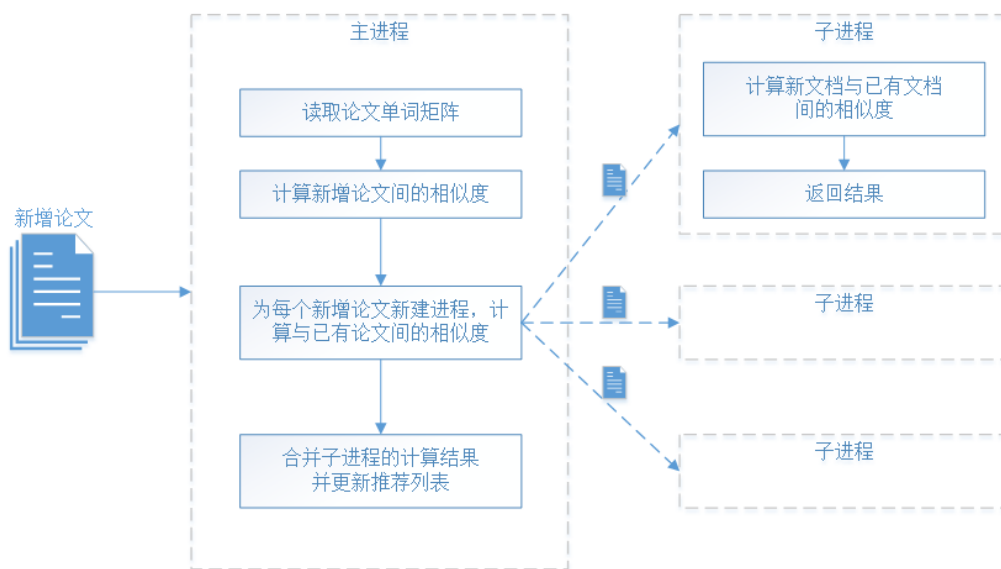 新增论文
主进程
读取论文单词矩阵
计算新增论文间的相似度
为每个新增论文新建进程，计
算与已有论文间的相似度
合并子进程的计算结果
并更新推荐列表
子进程
计算新文档与已有文档
间的相似度
返回结果
子进程
子进程